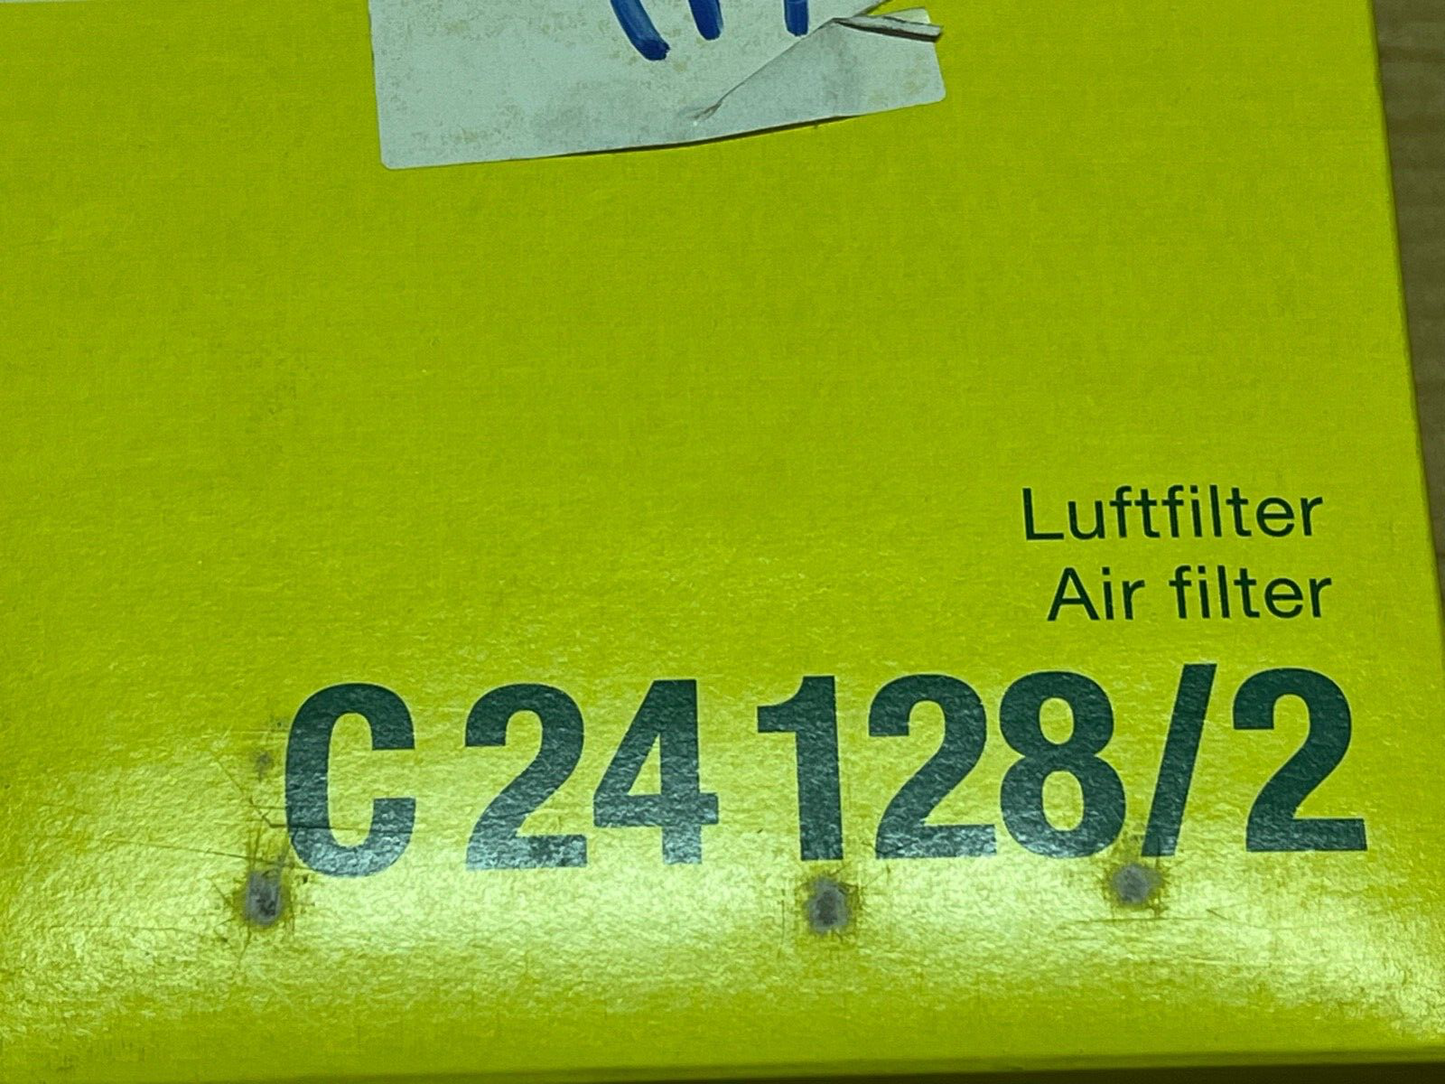 Luftfilter
Air filter
C 24 128/2